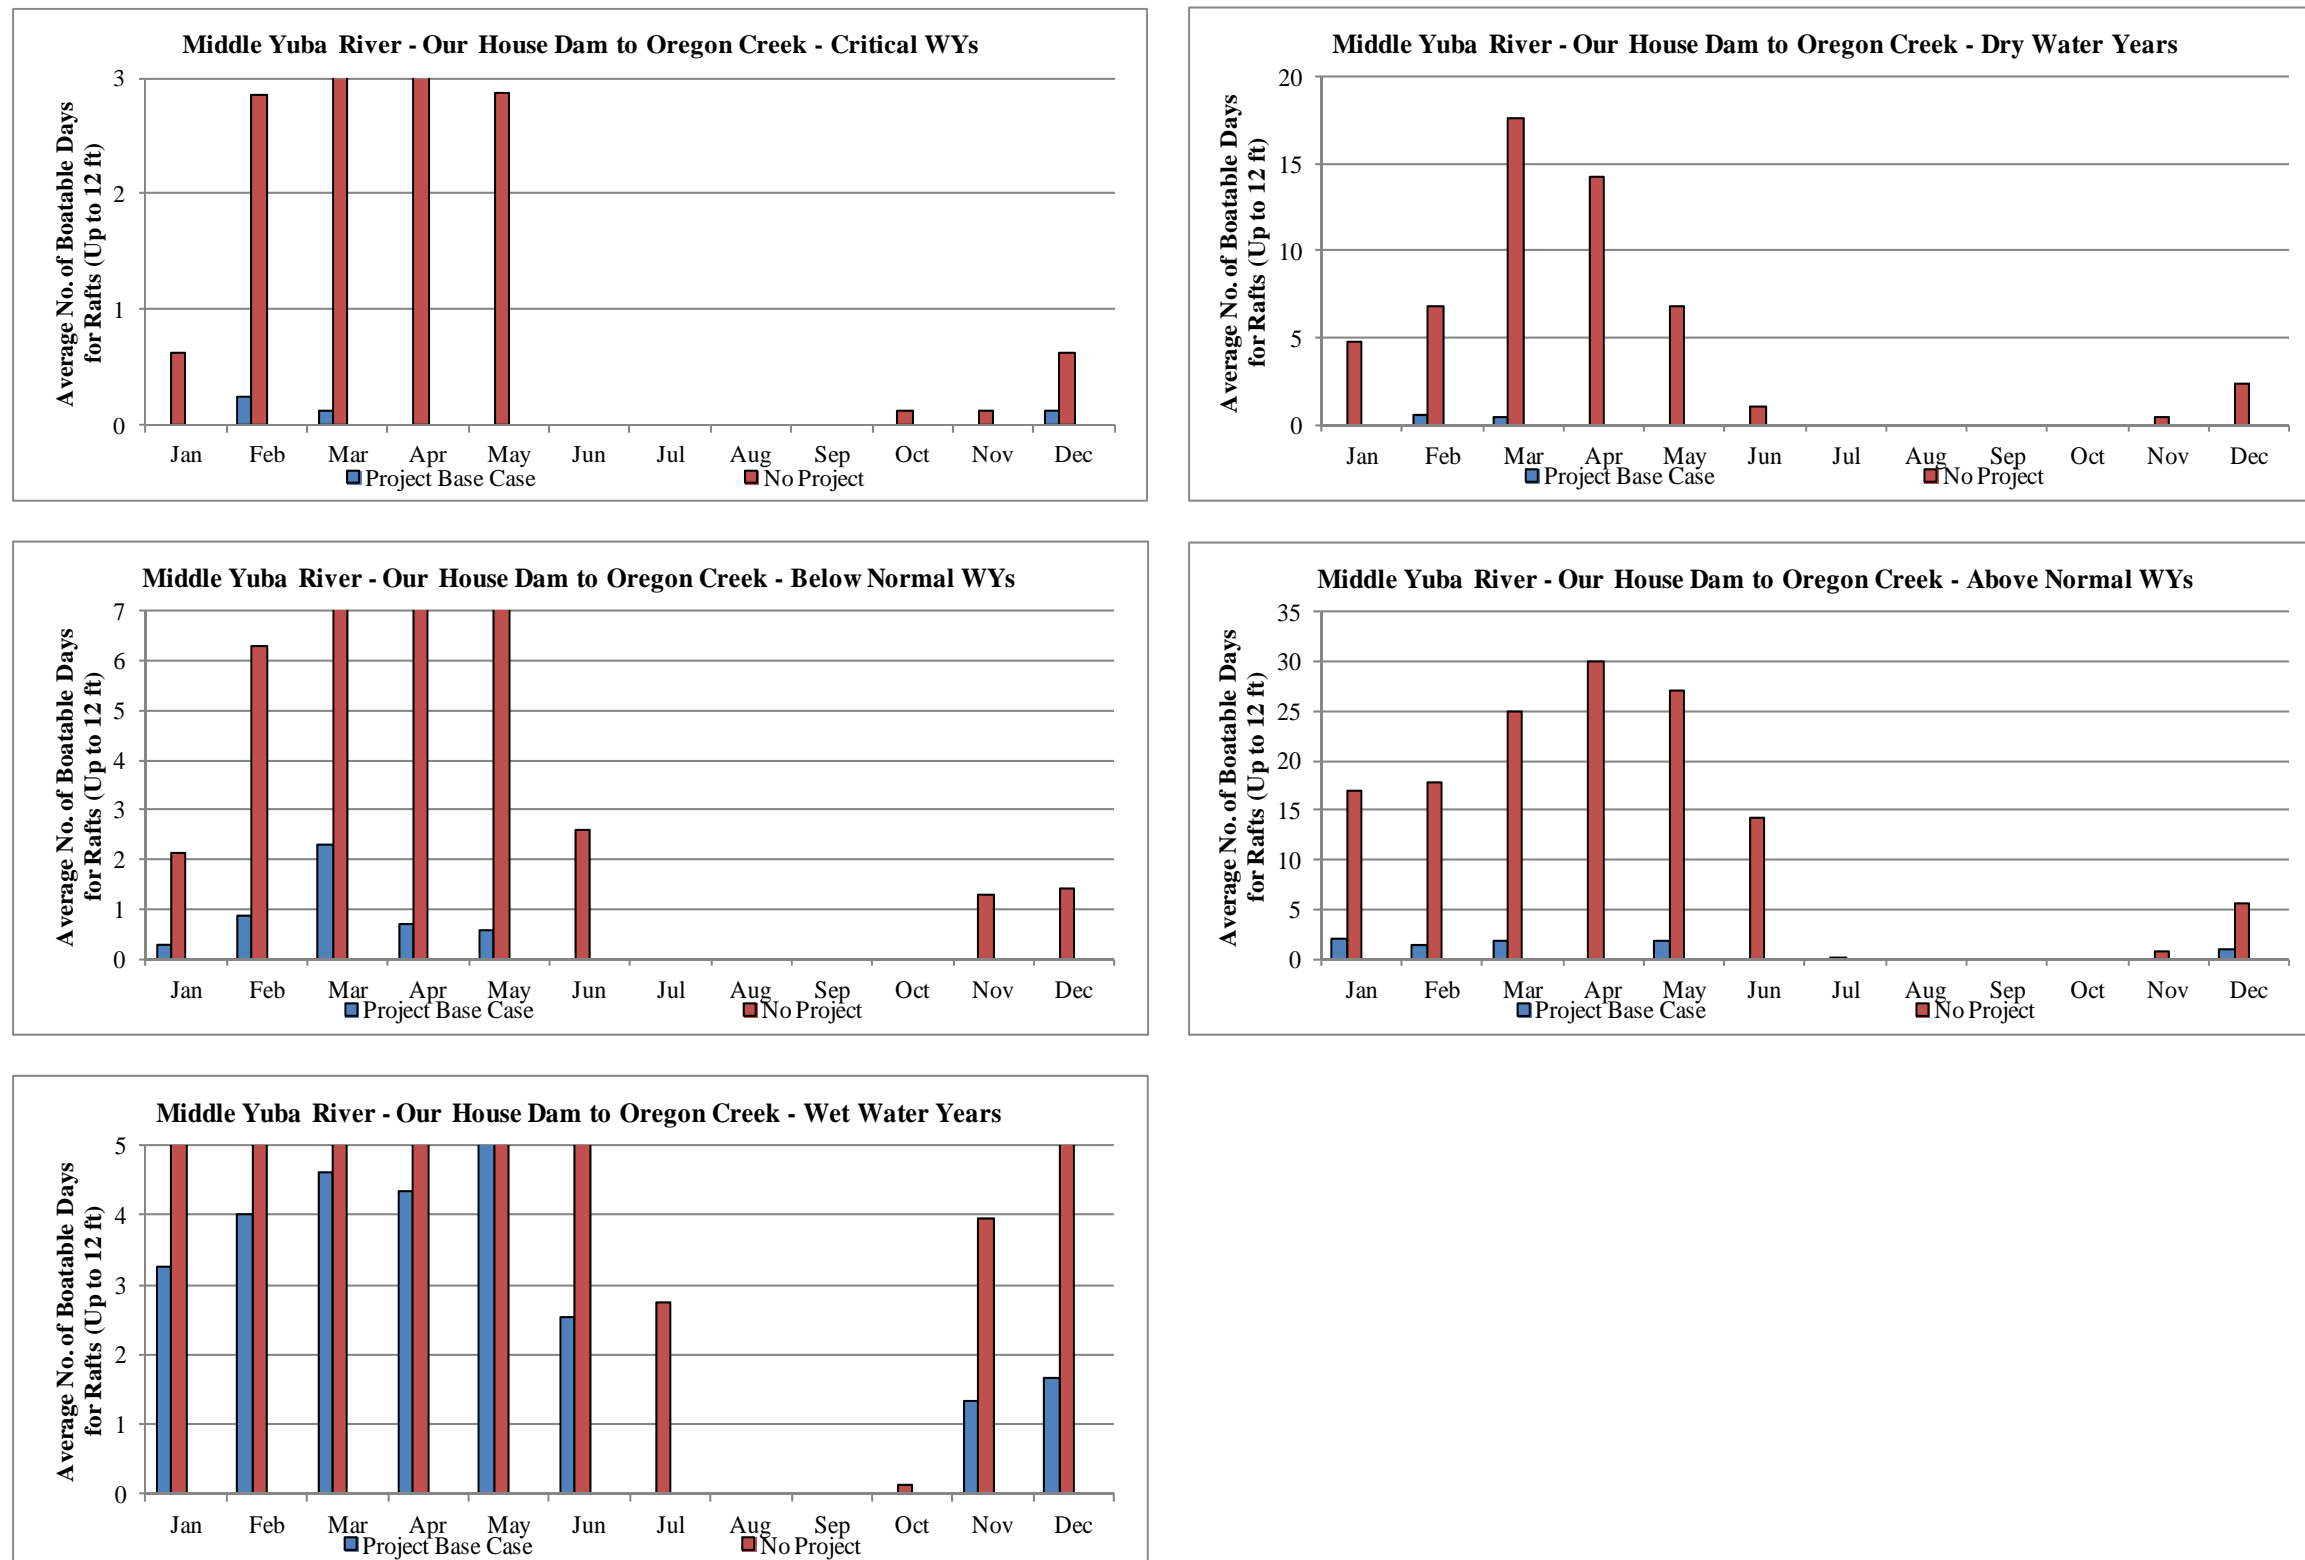 Middle Yuba River - Our House Dam to Oregon Creek - Critical WYs
Average No. of Boatable Days
for Rafts (Up to 12 ft)
3
2
1
0
Jan Feb Mar Apr May Jun Jul Aug Sep Oct Nov Dec
Project Base Case No Project
Middle Yuba River - Our House Dam to Oregon Creek - Dry Water Years
Average No. of Boatable Days
for Rafts (Up to 12 ft)
20
15
10
5
0
Jan Feb Mar Apr May Jun Jul Aug Sep Oct Nov Dec
Project Base Case No Project
Middle Yuba River - Our House Dam to Oregon Creek - Below Normal WYs
Average No. of Boatable Days
for Rafts (Up to 12 ft)
7
6
5
4
3
2
1
0
Jan Feb Mar Apr May Jun Jul Aug Sep Oct Nov Dec
Project Base Case No Project
Middle Yuba River - Our House Dam to Oregon Creek - Above Normal WYs
Average No. of Boatable Days
for Rafts (Up to 12 ft)
35
30
25
20
15
10
5
0
Jan Feb Mar Apr May Jun Jul Aug Sep Oct Nov Dec
Project Base Case No Project
Middle Yuba River - Our House Dam to Oregon Creek - Wet Water Years
Average No. of Boatable Days
for Rafts (Up to 12 ft)
5
4
3
2
1
0
Jan Feb Mar Apr May Jun Jul Aug Sep Oct Nov Dec
Project Base Case No Project